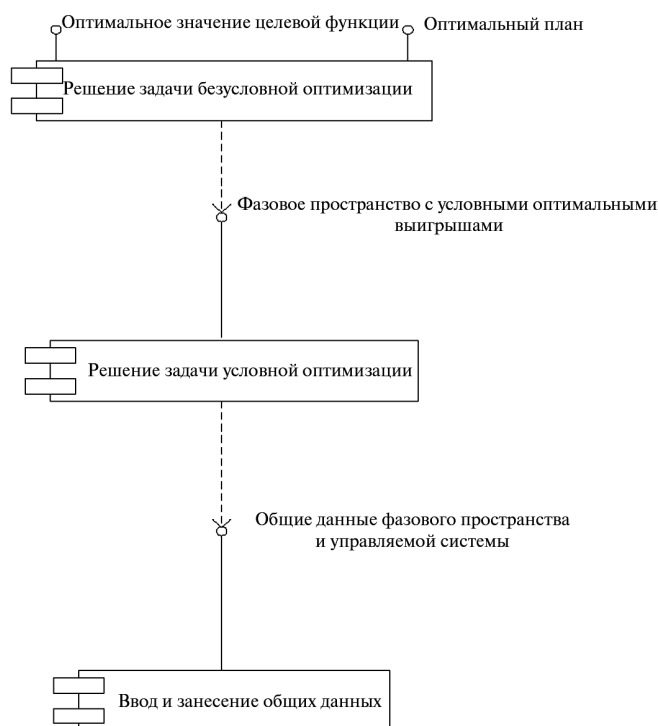 Оптимальное значение целевой функции
Оптимальный план
Решение задачи безусловной оптимизации
Фазовое пространство с условными оптимальными
выигрышами
Решение задачи условной оптимизации
Общие данные фазового пространства
и управляемой системы
Ввод и занесение общих данных